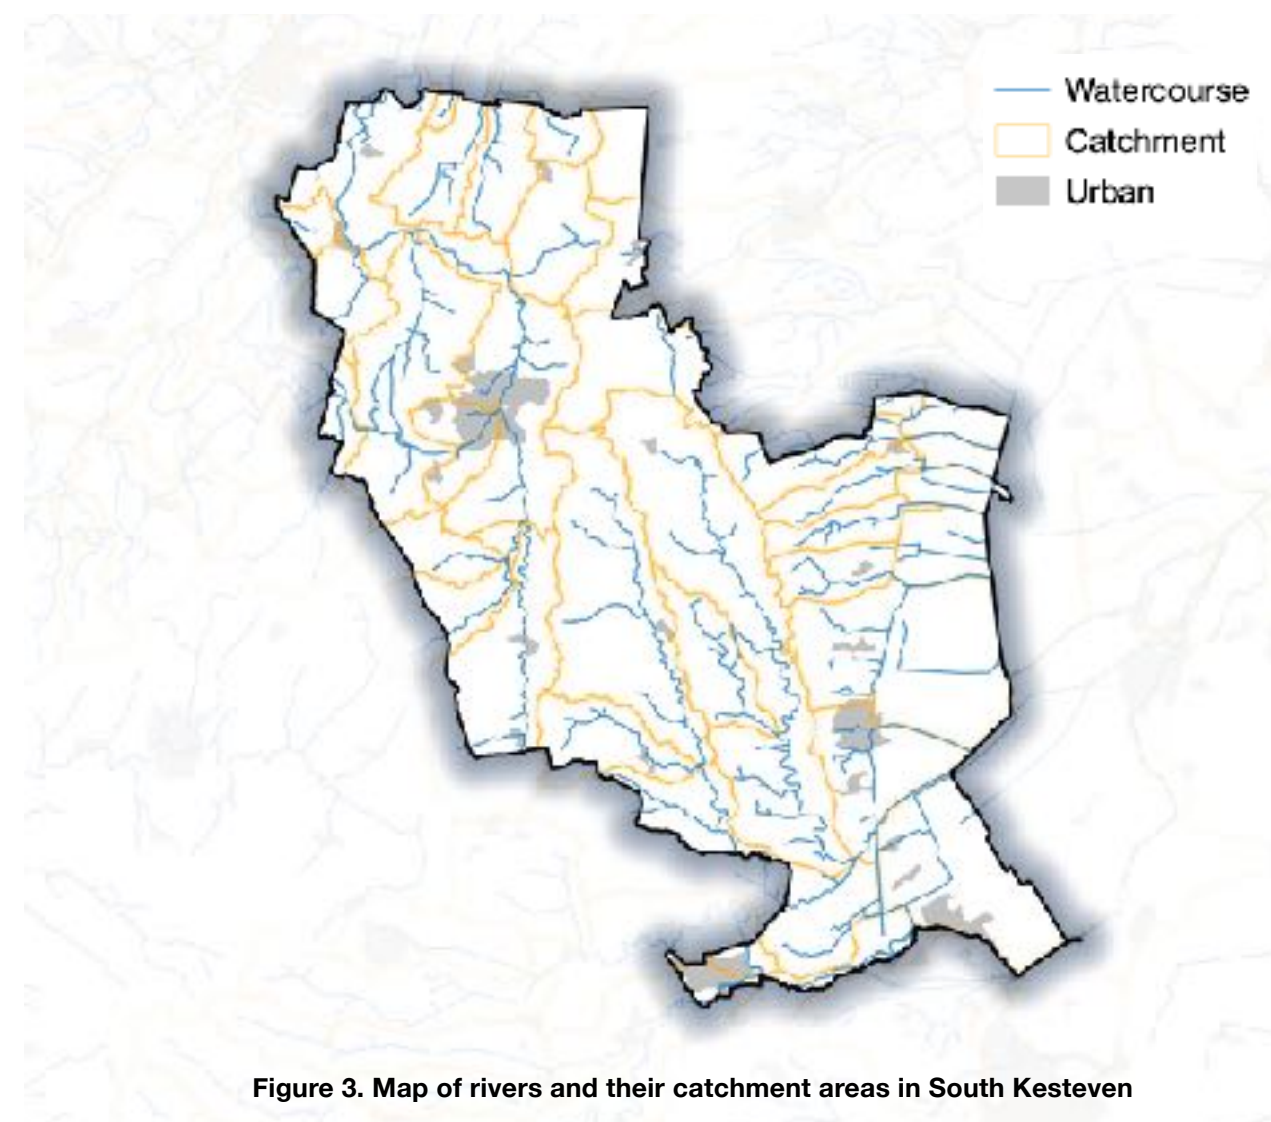 Watercourse
Catchment
Urban
Figure 3. Map of rivers and their catchment areas in South Kesteven